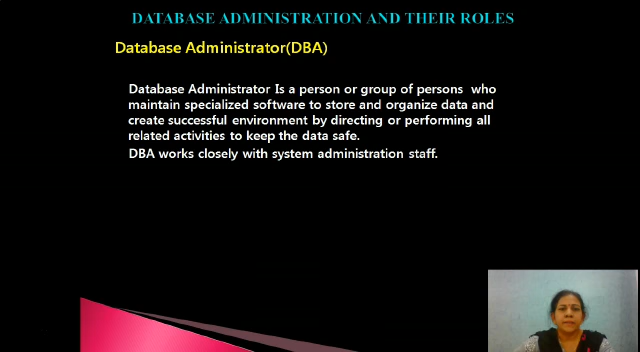 DATABASE ADMINISTRATION AND THEIR ROLES
Database Administrator(DBA)
Database Administrator Is a person or group of persons who
maintain specialized software to store and organize data and
create successful environment by directing or performing all
related activities to keep the data safe.
DBA works closely with system administration staff.